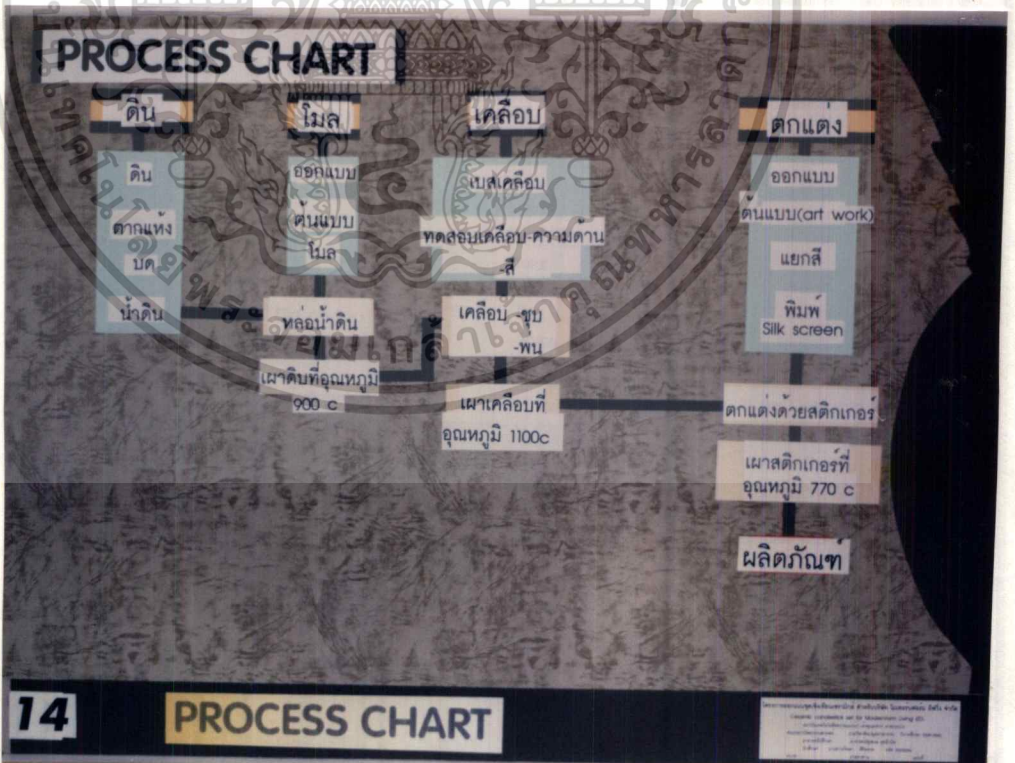 PROCESS CHART
ดิน
ดิน
ตากแห้ง
บด
น้ำดิน
โมล
ออกแบบ
ต้นแบบ
โมล
หล่อน้ำดิน
เผาดิบที่อุณหภูมิ
900 c
เคลือบ
เบสเคลือบ
ทดสอบเคลือบ-ความด้าน
-สี
เคลือบ -ชุบ
-พ่น
เผาเคลือบที่
อุณหภูมิ 1100c
ตกแต่ง
ออกแบบ
ต้นแบบ(art work)
แยกสี
พิมพ์
Silk screen
ตกแต่งด้วยสติกเกอร์
เผาสติกเกอร์ที่
อุณหภูมิ 770 c
ผลิตภัณฑ์
14
PROCESS CHART